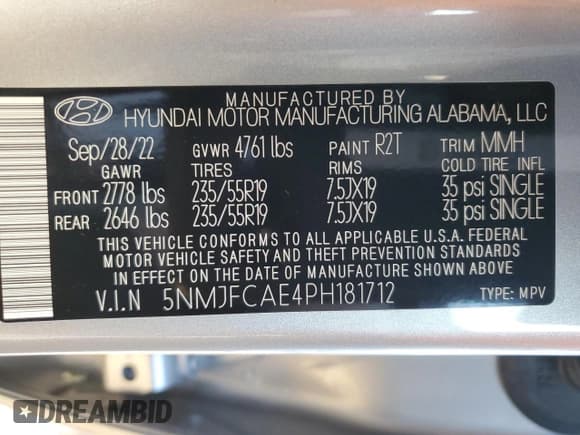 MANUFACTURED BY
HYUNDAI MOTOR MANUFACTURING ALABAMA, LLC
Sep/28/22 GVWR 4761 lbs PAINT R2T TRIM MMH
GAWR TIRES RIMS COLD TIRE INFL
FRONT 2778 lbs 235/55R19 7.5JX19 35 psi SINGLE
REAR 2646 lbs 235/55R19 7.5JX19 35 psi SINGLE
THIS VEHICLE CONFORMS TO ALL APPLICABLE U.S.A. FEDERAL
MOTOR VEHICLE SAFETY AND THEFT PREVENTION STANDARDS
IN EFFECT ON THE DATE OF MANUFACTURE SHOWN ABOVE.
V.I.N 5NMJFCAE4PH181712 TYPE: MPV
DREAMBID